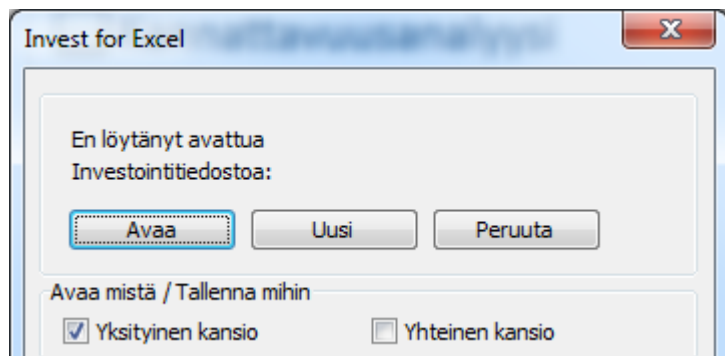 Invest for Excel
En löytänyt avattua
Investointitiedostoa:
Avaa Uusi Peruuta
Avaa mistä / Tallenna mihin
Yksityinen kansio Yhteinen kansio